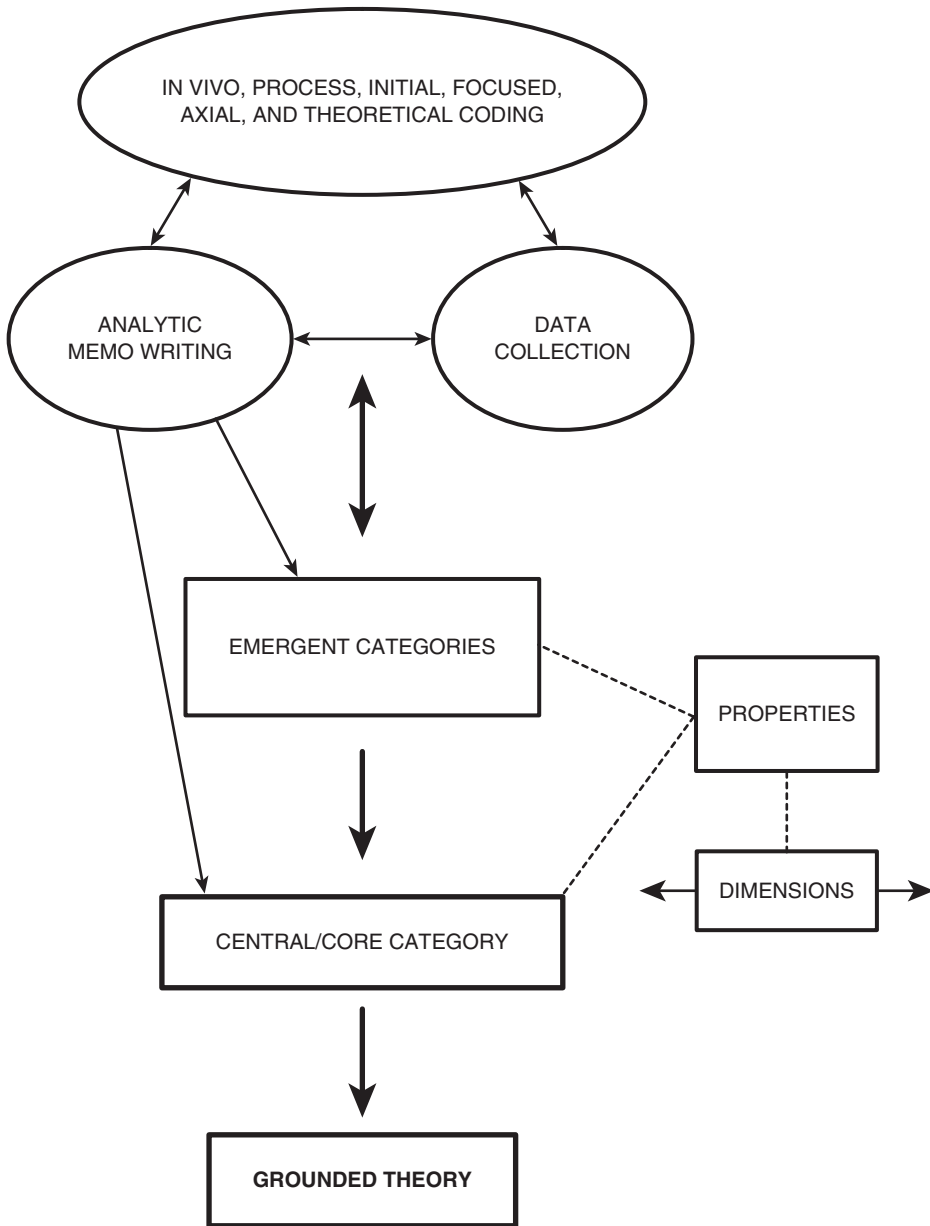 IN VIVO, PROCESS, INITIAL, FOCUSED,
AXIAL, AND THEORETICAL CODING
ANALYTIC
MEMO WRITING
DATA
COLLECTION
EMERGENT CATEGORIES
PROPERTIES
DIMENSIONS
CENTRAL/CORE CATEGORY
GROUNDED THEORY